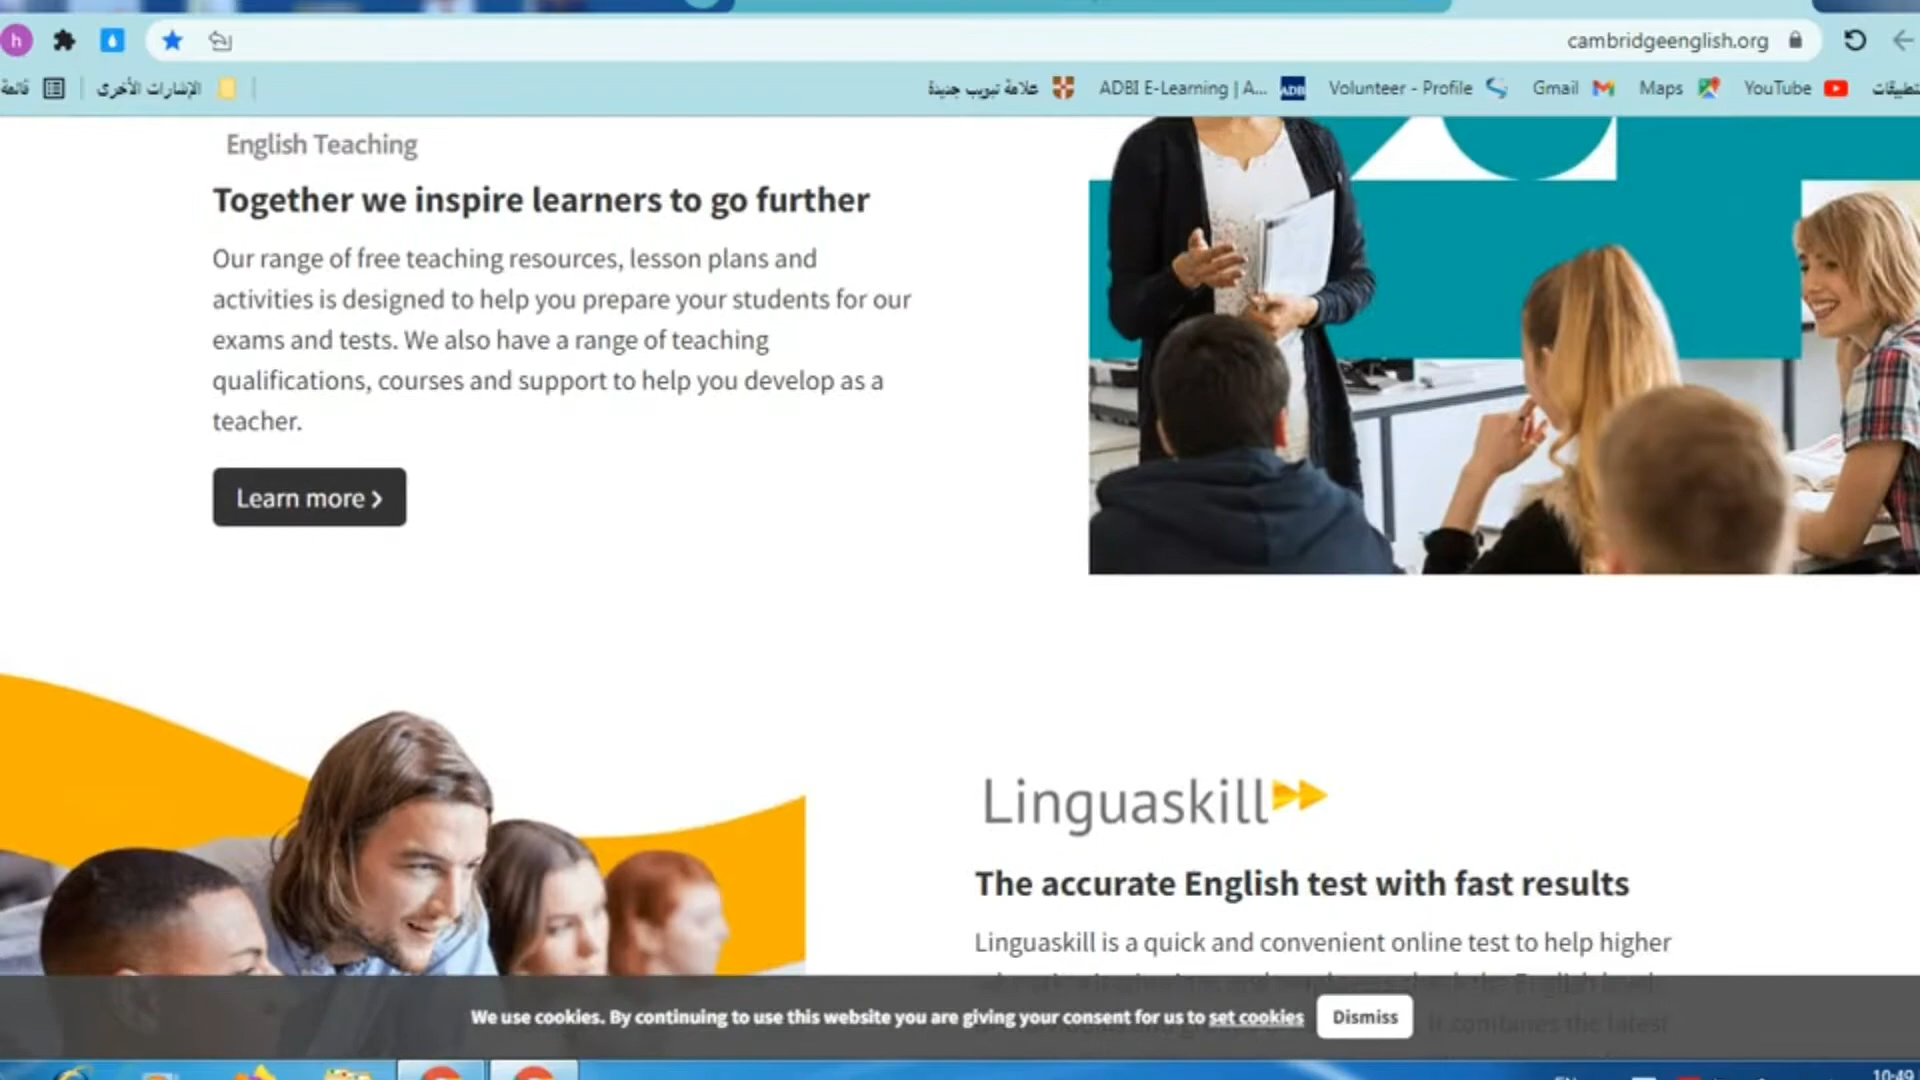 h
cambridgeenglish.org
قائمة
الإشارات الأخرى
علامة تبويب جديدة
ADBI E-Learning | A...
ADB
Volunteer - Profile
Gmail
Maps
YouTube
English Teaching
Together we inspire learners to go further
Our range of free teaching resources, lesson plans and
activities is designed to help you prepare your students for our
exams and tests. We also have a range of teaching
qualifications, courses and support to help you develop as a
teacher.
Learn more
Linguaskill
The accurate English test with fast results
Linguaskill is a quick and convenient online test to help higher
We use cookies. By continuing to use this website you are giving your consent for us to set cookies
Dismiss
10:49